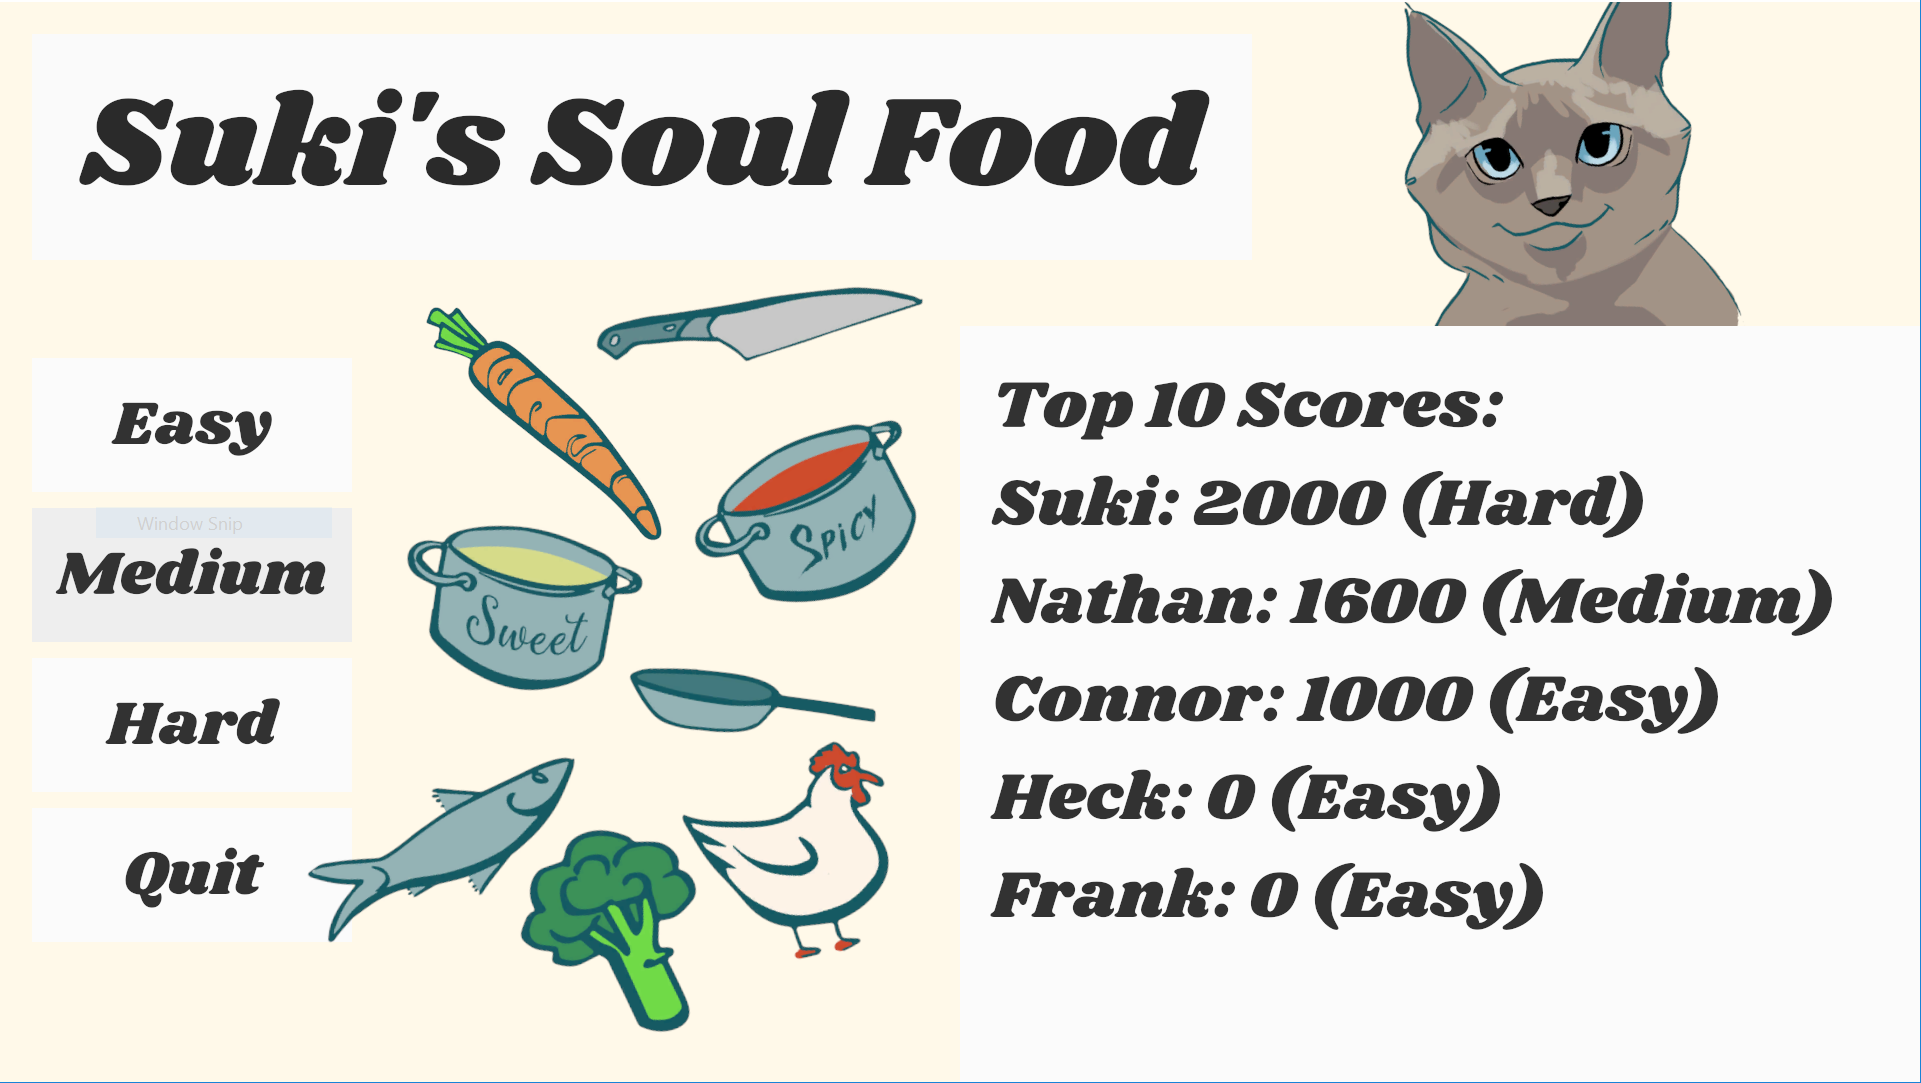 Suki's Soul Food
Easy
Window Snip
Medium
Hard
Quit
Sweet
Spicy
Top 10 Scores:
Suki: 2000 (Hard)
Nathan: 1600 (Medium)
Connor: 1000 (Easy)
Heck: 0 (Easy)
Frank: 0 (Easy)